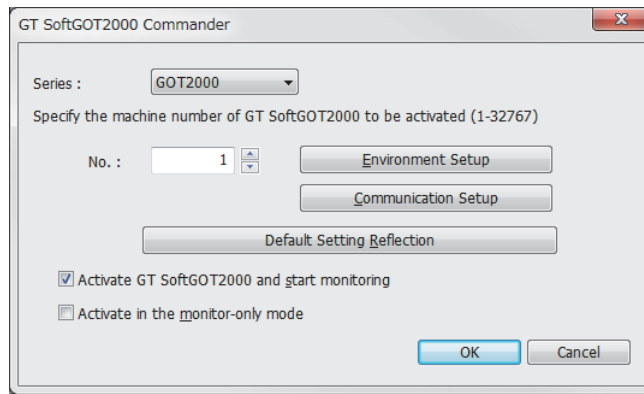 GT SoftGOT2000 Commander
Series : GOT2000
Specify the machine number of GT SoftGOT2000 to be activated (1-32767)
No. : 1 Environment Setup
Communication Setup
Default Setting Reflection
Activate GT SoftGOT2000 and start monitoring
Activate in the monitor-only mode
OK Cancel